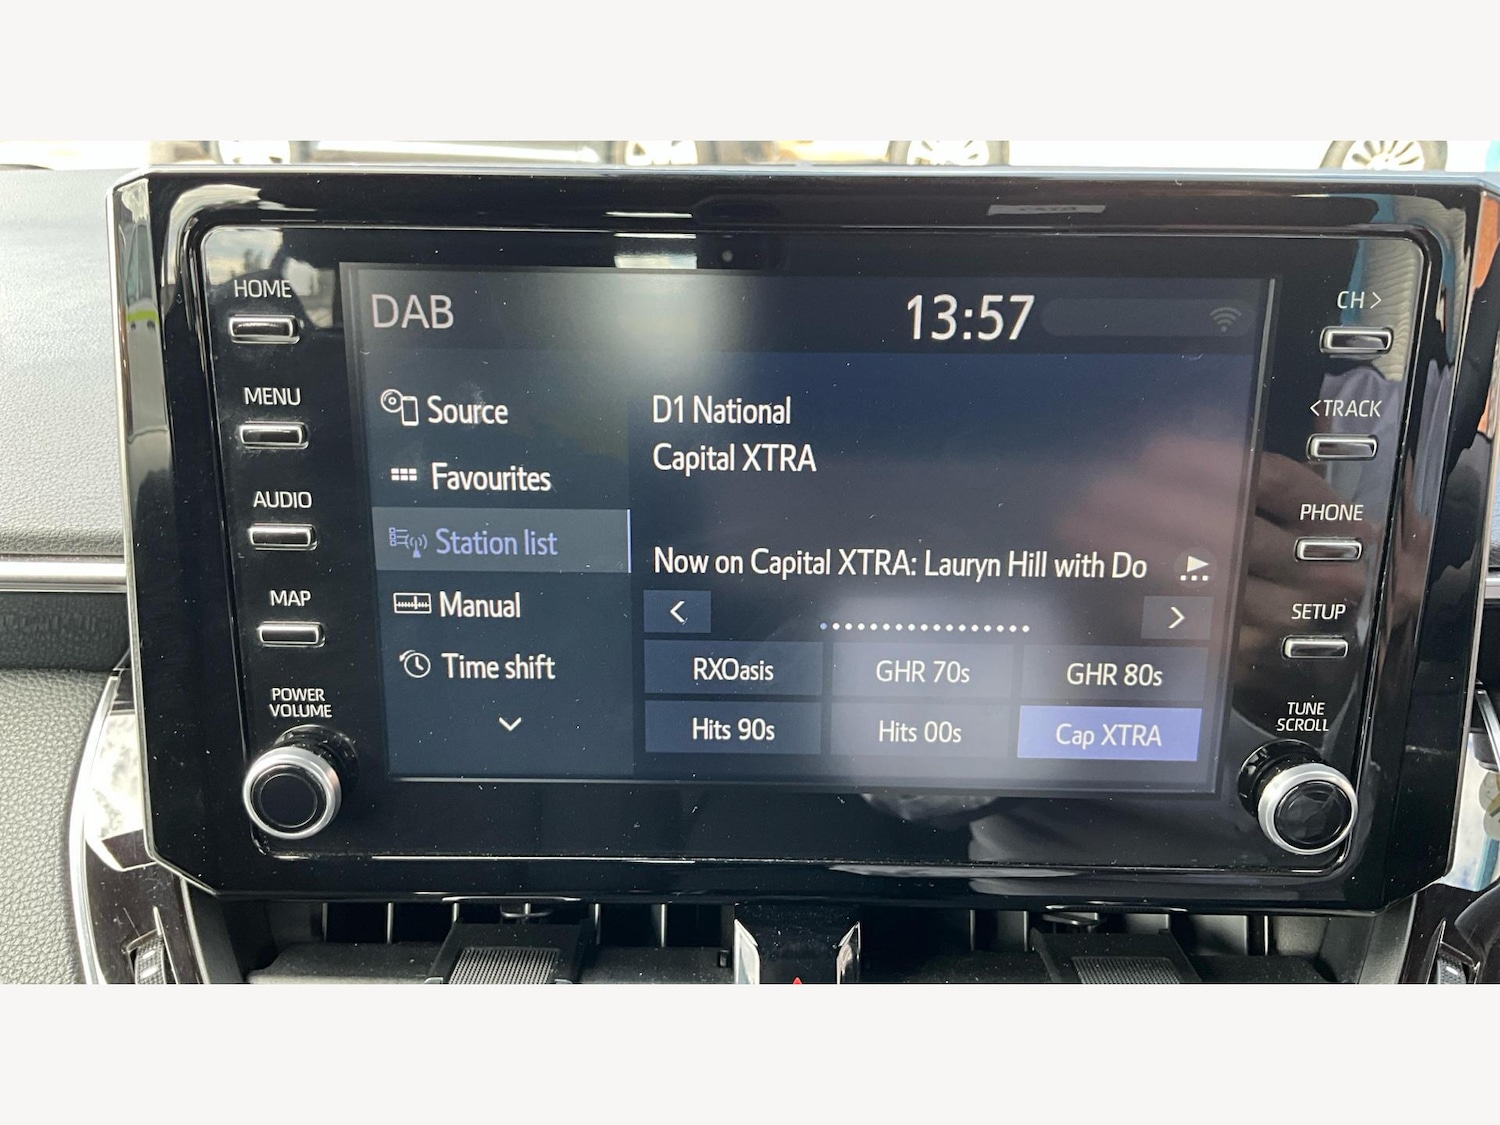 HOME
MENU
AUDIO
MAP
POWER
VOLUME
DAB
13:57
Source
Favourites
Station list
Manual
Time shift
D1 National
Capital XTRA
Now on Capital XTRA: Lauryn Hill with Do
RXOasis
GHR 70s
GHR 80s
Hits 90s
Hits 00s
Cap XTRA
CH >
<TRACK
PHONE
SETUP
TUNE
SCROLL